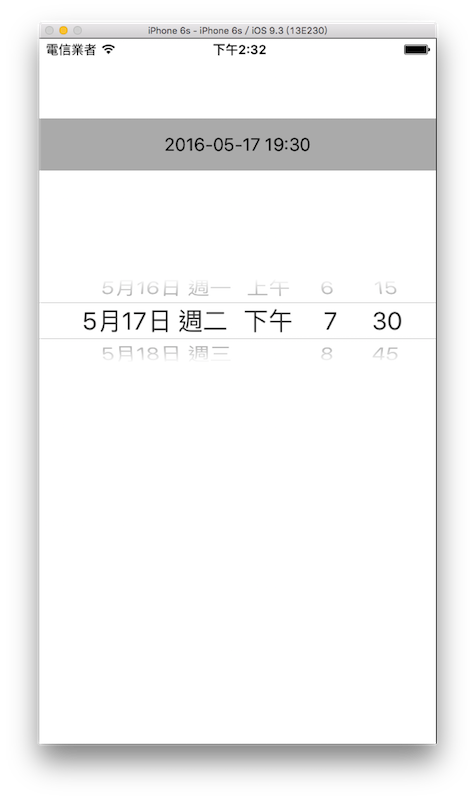 iPhone 6s - iPhone 6s / iOS 9.3 (13E230)
電信業者 下午2:32
2016-05-17 19:30
5月16日 週一 上午 6 15
5月17日 週二 下午 7 30
5月18日 週三 8 45